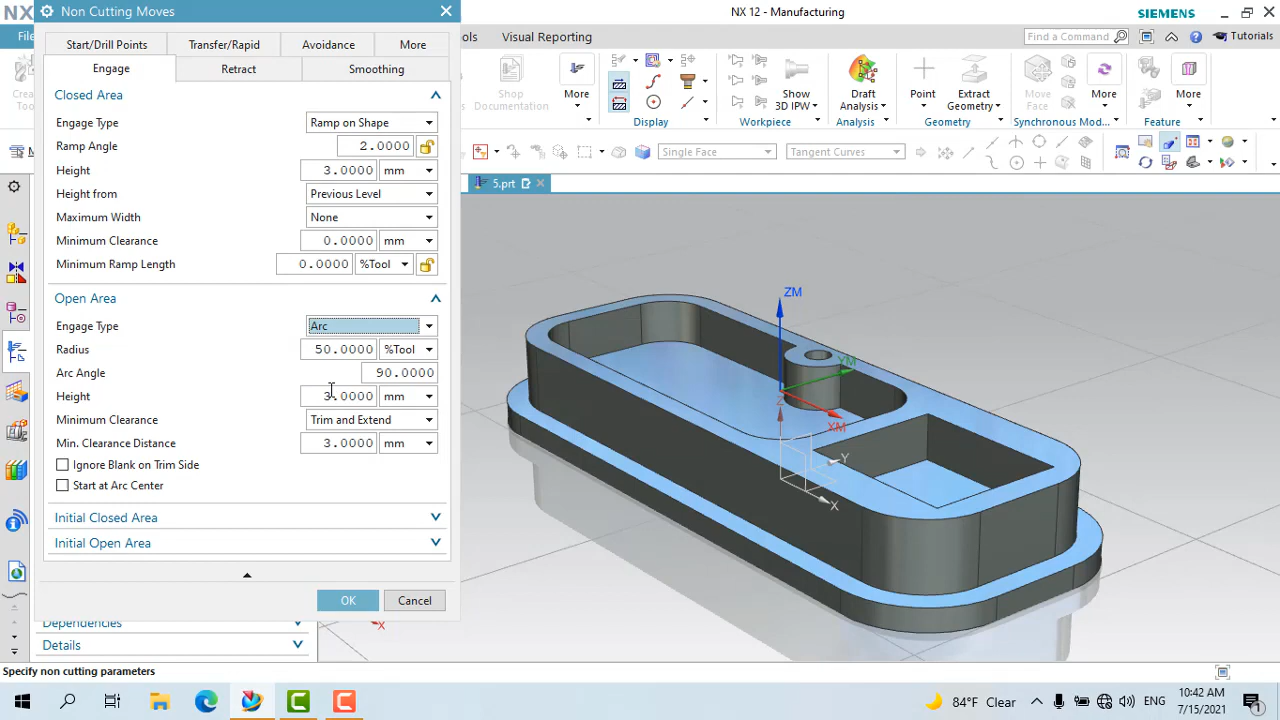 NX
Non Cutting Moves
NX 12 - Manufacturing
SIEMENS
Fil
ols
Visual Reporting
Find a Command
Tutorials
Start/Drill Points
Transfer/Rapid
Avoidance
More
Engage
Retract
Smoothing
Closed Area
Engage Type
Ramp on Shape
Ramp Angle
2.0000
Height
3.0000
mm
Height from
Previous Level
Maximum Width
None
Minimum Clearance
0.0000
mm
Minimum Ramp Length
0.0000
%Tool
Open Area
Engage Type
Arc
Radius
50.0000
%Tool
Arc Angle
90.0000
Height
3.0000
mm
Minimum Clearance
Trim and Extend
Min. Clearance Distance
3.0000
mm
Ignore Blank on Trim Side
Start at Arc Center
Initial Closed Area
Initial Open Area
OK
Cancel
Dependencies
Details
Shop
Documentation
More
Display
Show
3D IPW
Workpiece
Draft
Analysis
Analysis
Point
Extract
Geometry
Geometry
Move
Face
More
Synchronous Mod...
More
Feature
Single Face
Tangent Curves
5.prt
ZM
YM
XM
Z
Y
X
X
Specify non cutting parameters
84°F Clear
ENG
10:42 AM
7/15/2021
1